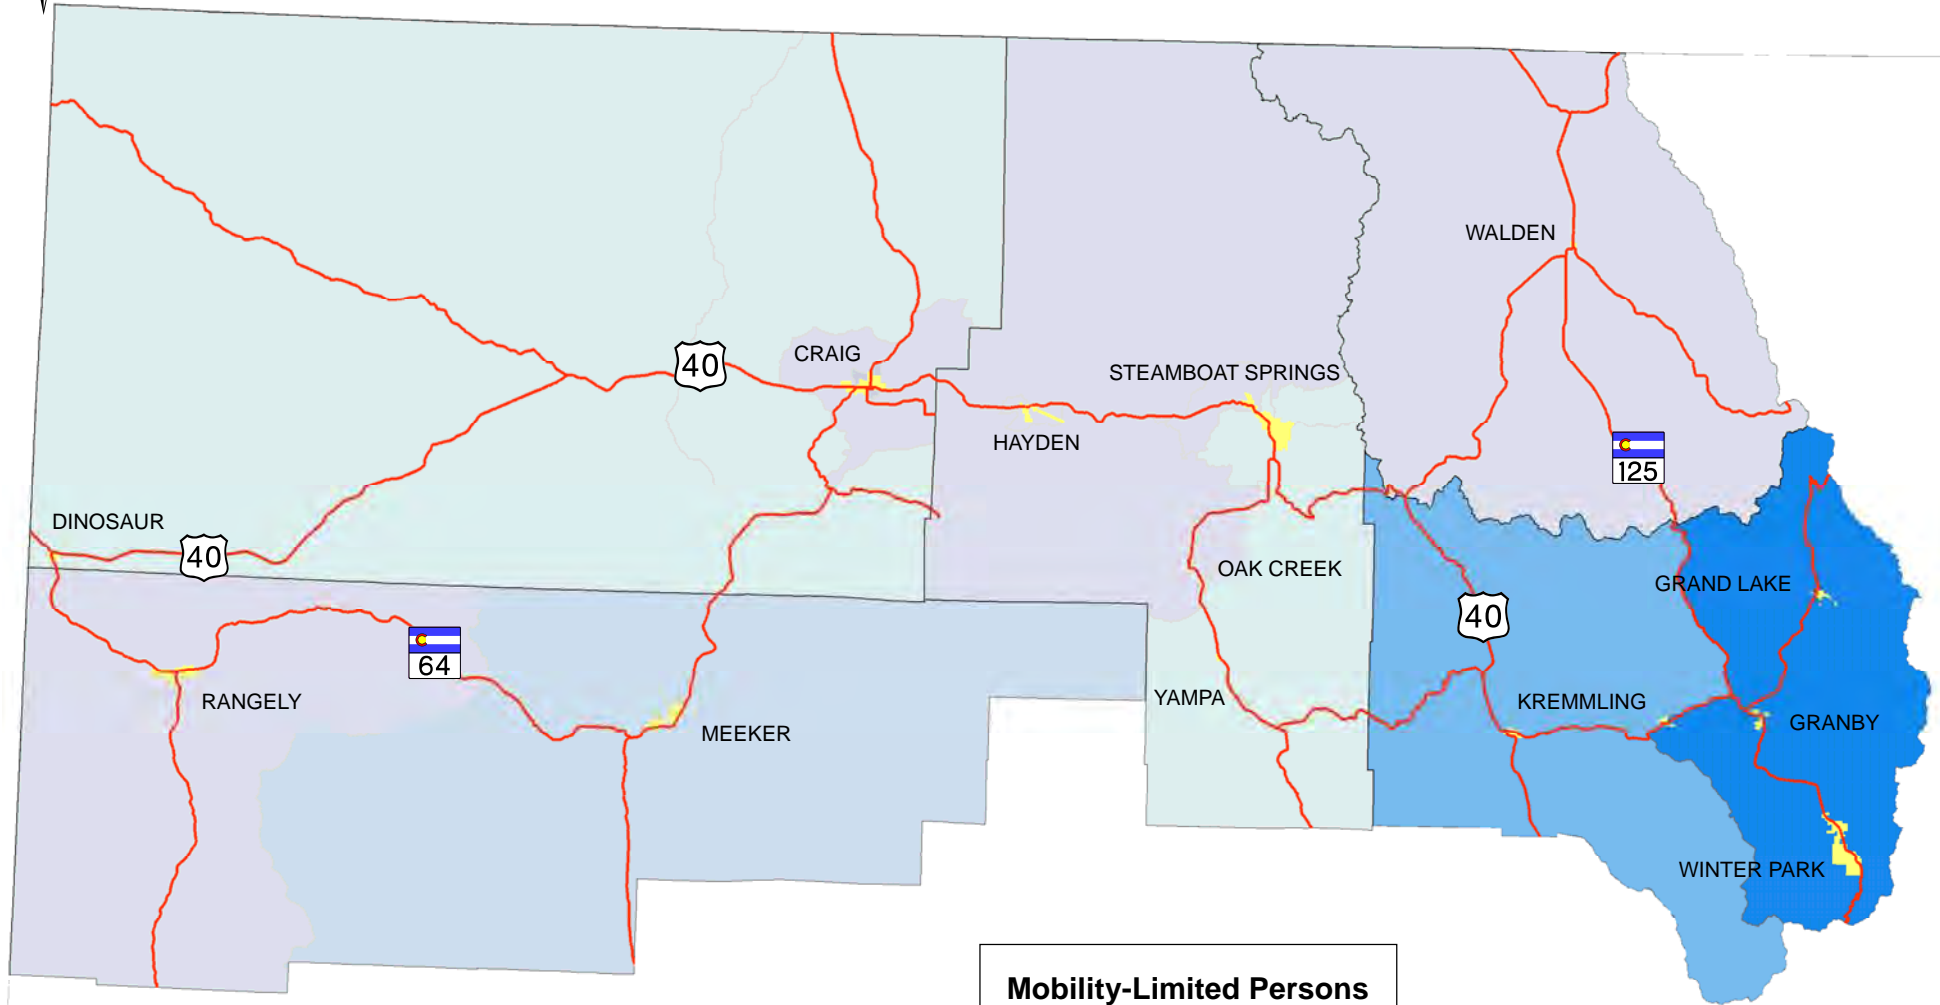 WALDEN
CRAIG
40
STEAMBOAT SPRINGS
HAYDEN
125
DINOSAUR
40
OAK CREEK
GRAND LAKE
40
64
RANGELY
YAMPA
KREMMLING
MEEKER
GRANBY
WINTER PARK
Mobility-Limited Persons